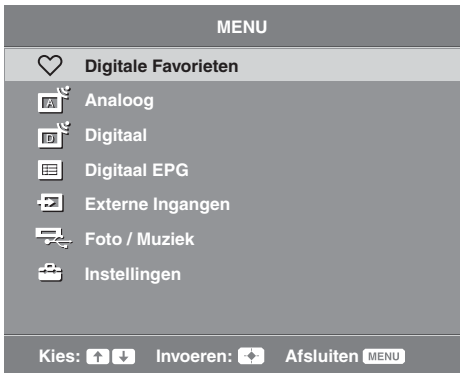 MENU
Digitale Favorieten
A Analoog
D Digitaal
Digitaal EPG
Externe Ingangen
Foto / Muziek
Instellingen
Kies: ↑ ↓ Invoeren: Afsluiten MENU